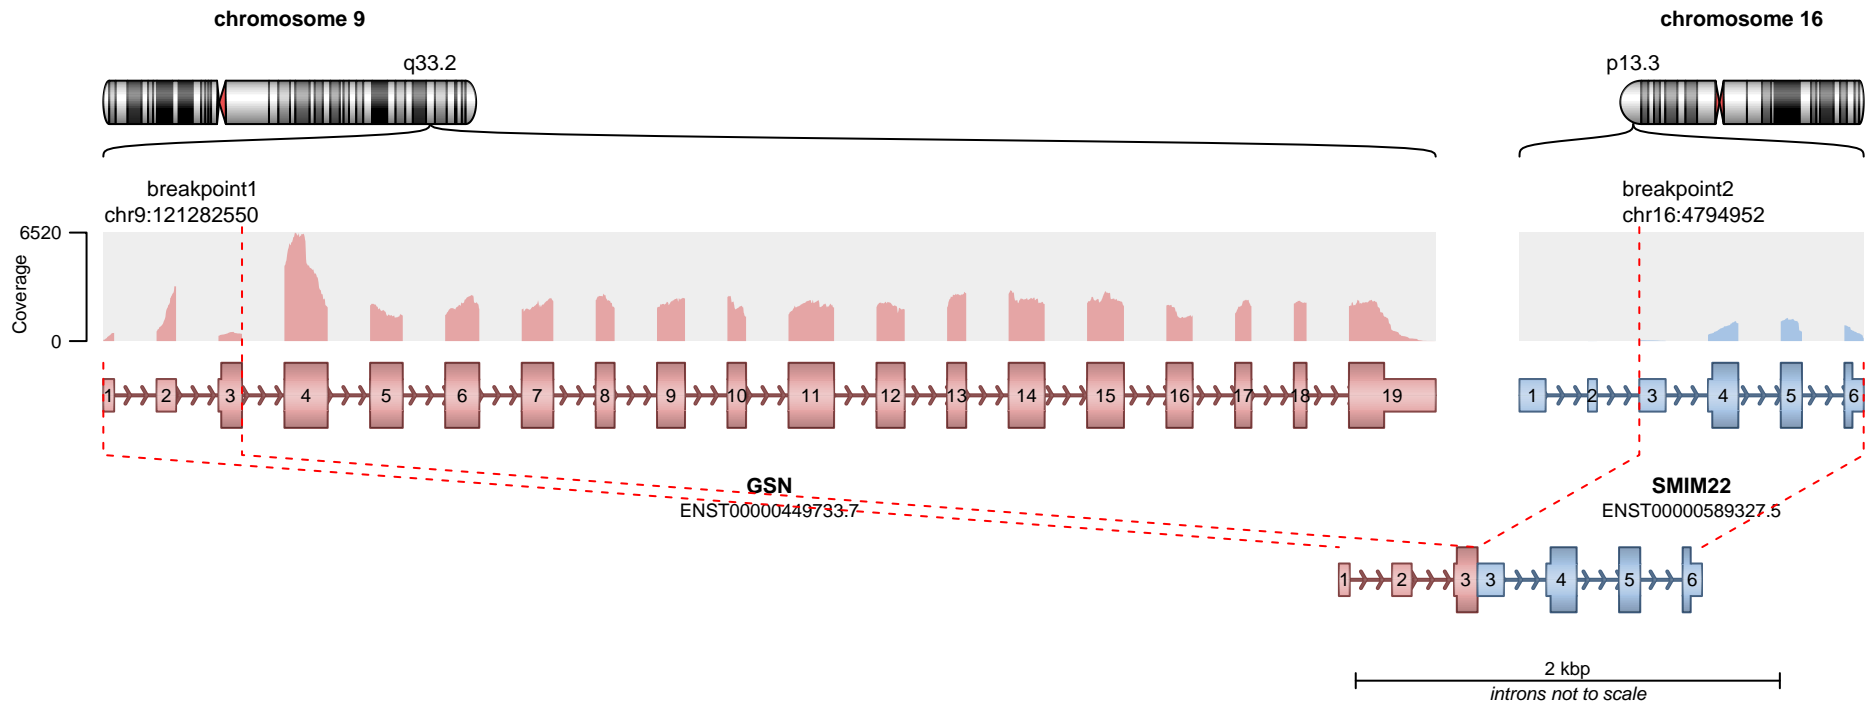 chromosome 9
chromosome 16
q33.2
p13.3
breakpoint1
chr9:121282550
breakpoint2
chr16:4794952
6520
0
Coverage
1 2 3 4 5 6 7 8 9 10 11 12 13 14 15 16 17 18 19
1 2 3 4 5 6
GSN
ENST00000449733.7
SMIM22
ENST00000589327.5
1 2 3 3 4 5 6
2 kbp
introns not to scale